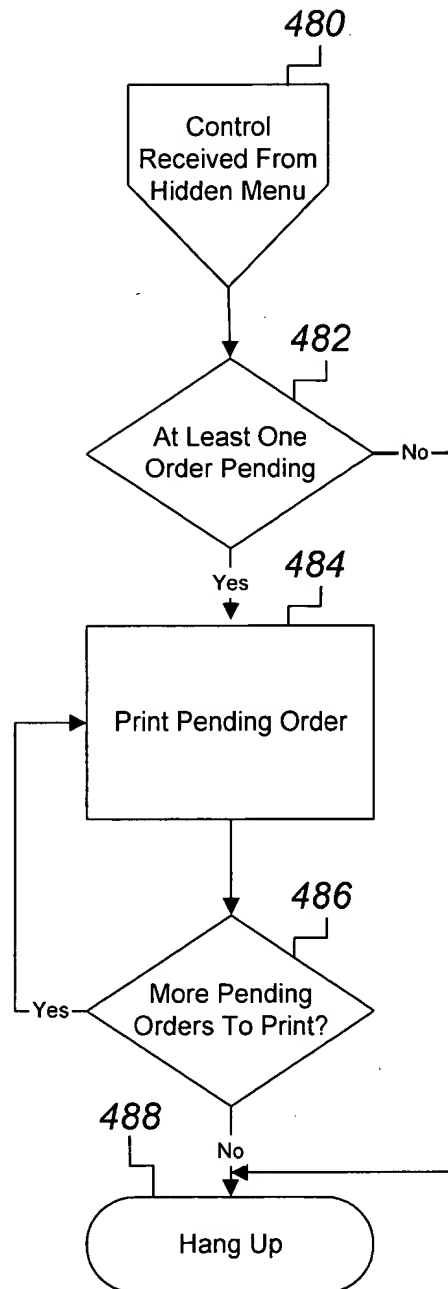 480
Control
Received From
Hidden Menu
482
At Least One
Order Pending
No
Yes
484
Print Pending Order
486
More Pending
Orders To Print?
Yes
No
488
Hang Up